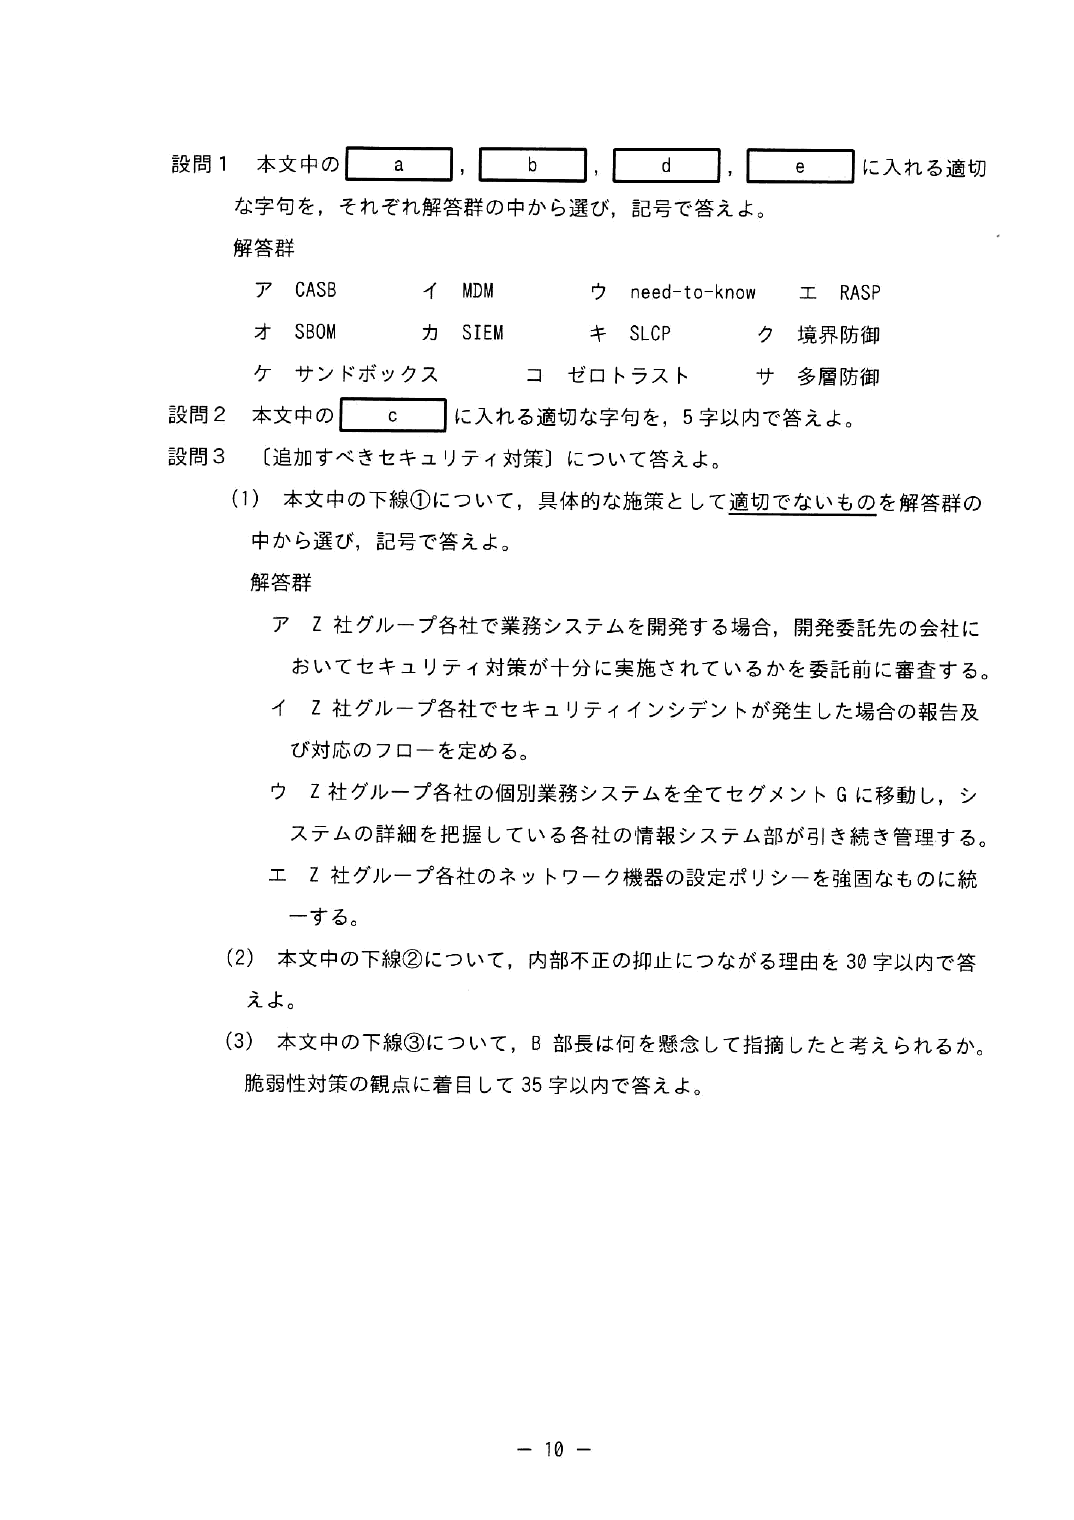 設問1　本文中の a ， b ， d ， e に入れる適切
な字句を，それぞれ解答群の中から選び，記号で答えよ。
解答群
ア　CASB　イ　MDM　ウ　need-to-know　エ　RASP
オ　SBOM　カ　SIEM　キ　SLCP　ク　境界防御
ケ　サンドボックス　コ　ゼロトラスト　サ　多層防御
設問2　本文中の c に入れる適切な字句を，5字以内で答えよ。
設問3　〔追加すべきセキュリティ対策〕について答えよ。
(1)　本文中の下線①について，具体的な施策として適切でないものを解答群の
中から選び，記号で答えよ。
解答群
ア　Z 社グループ各社で業務システムを開発する場合，開発委託先の会社に
おいてセキュリティ対策が十分に実施されているかを委託前に審査する。
イ　Z 社グループ各社でセキュリティインシデントが発生した場合の報告及
び対応のフローを定める。
ウ　Z 社グループ各社の個別業務システムを全てセグメント G に移動し，シ
ステムの詳細を把握している各社の情報システム部が引き続き管理する。
エ　Z 社グループ各社のネットワーク機器の設定ポリシーを強固なものに統
一する。
(2)　本文中の下線②について，内部不正の抑止につながる理由を 30 字以内で答
えよ。
(3)　本文中の下線③について，B 部長は何を懸念して指摘したと考えられるか。
脆弱性対策の観点に着目して 35 字以内で答えよ。
－ 10 －